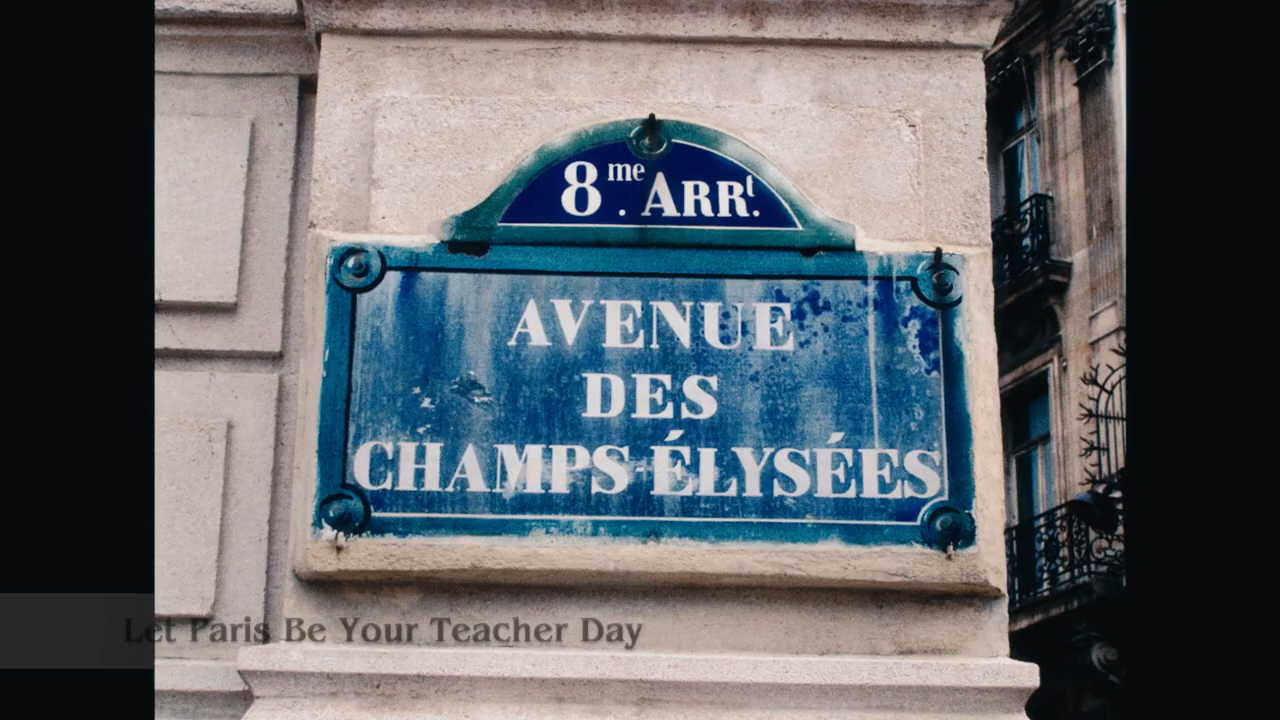 8me. ARRt.
AVENUE
DES
CHAMPS-ÉLYSÉES
Let Paris Be Your Teacher Day